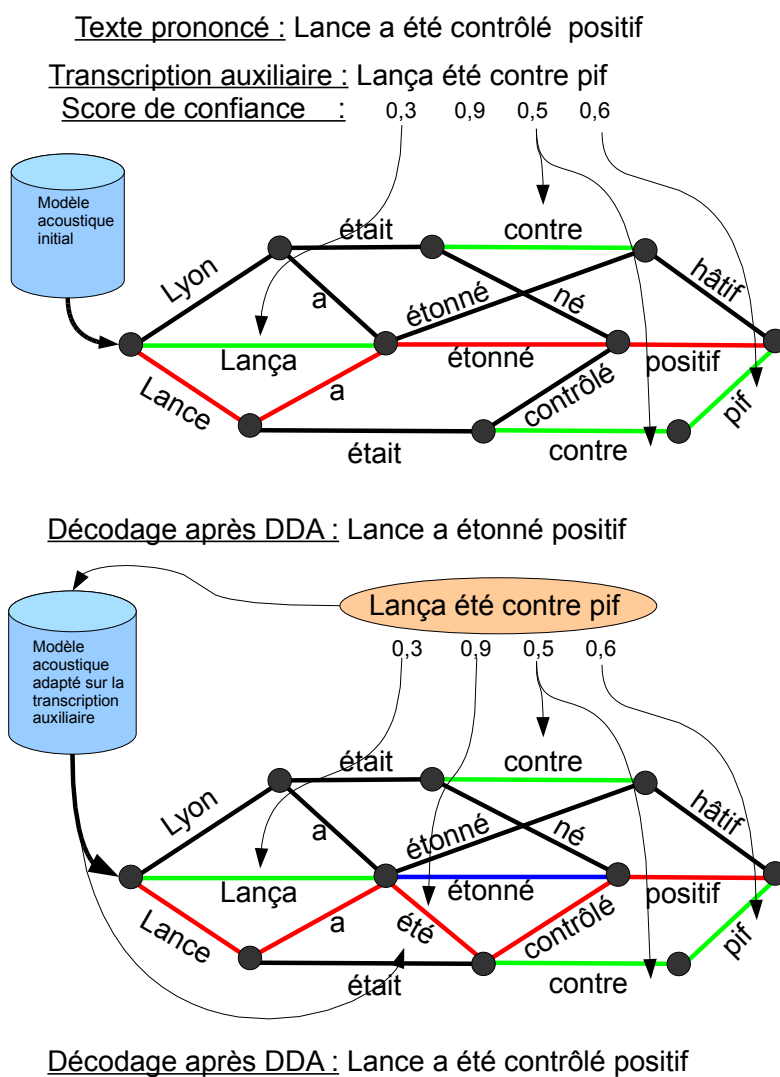 Texte prononcé : Lance a été contrôlé positif
Transcription auxiliaire : Lança été contre pif
Score de confiance : 0,3 0,9 0,5 0,6
Modèle
acoustique
initial
était
contre
Lyon
a
étonné
né
hâtif
Lança
étonné
positif
Lance
a
contrôlé
pif
était
contre
Décodage après DDA : Lance a étonné positif
Lança été contre pif
0,3 0,9 0,5 0,6
Modèle
acoustique
adapté sur la
transcription
auxiliaire
était
contre
Lyon
a
étonné
né
hâtif
Lança
étonné
positif
Lance
a
été
contrôlé
pif
était
contre
Décodage après DDA : Lance a été contrôlé positif